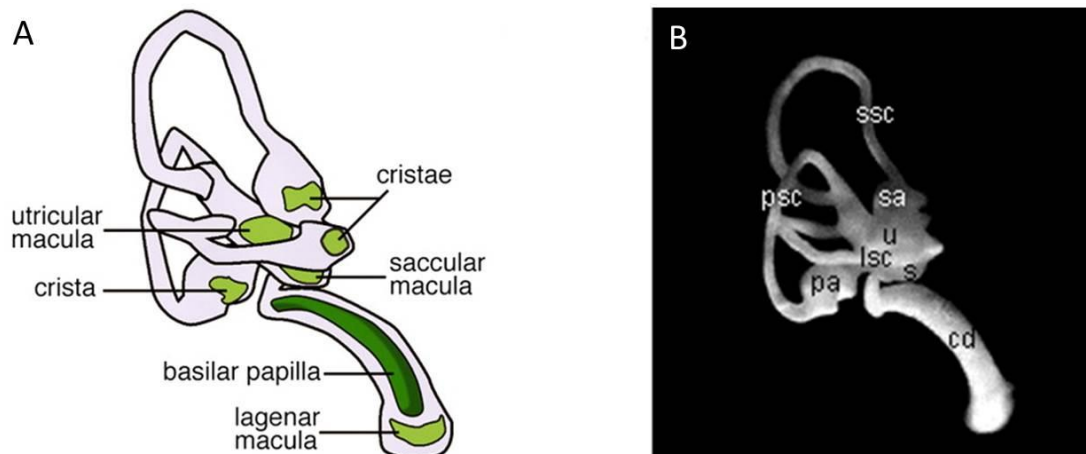 A
cristae
utricular
macula
crista
saccular
macula
basilar papilla
lagenar
macula
B
ssc
psc
sa
u
lsc
s
pa
cd